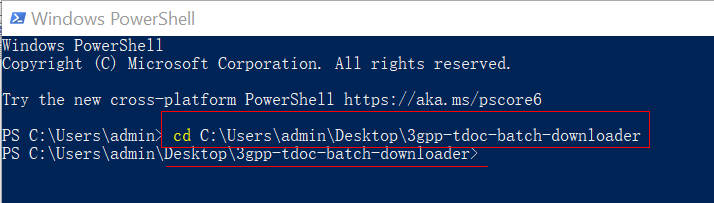 Windows PowerShell
Windows PowerShell
Copyright (C) Microsoft Corporation. All rights reserved.
Try the new cross-platform PowerShell https://aka.ms/pscore6
PS C:\Users\admin> cd C:\Users\admin\Desktop\3gpp-tdoc-batch-downloader
PS C:\Users\admin\Desktop\3gpp-tdoc-batch-downloader>